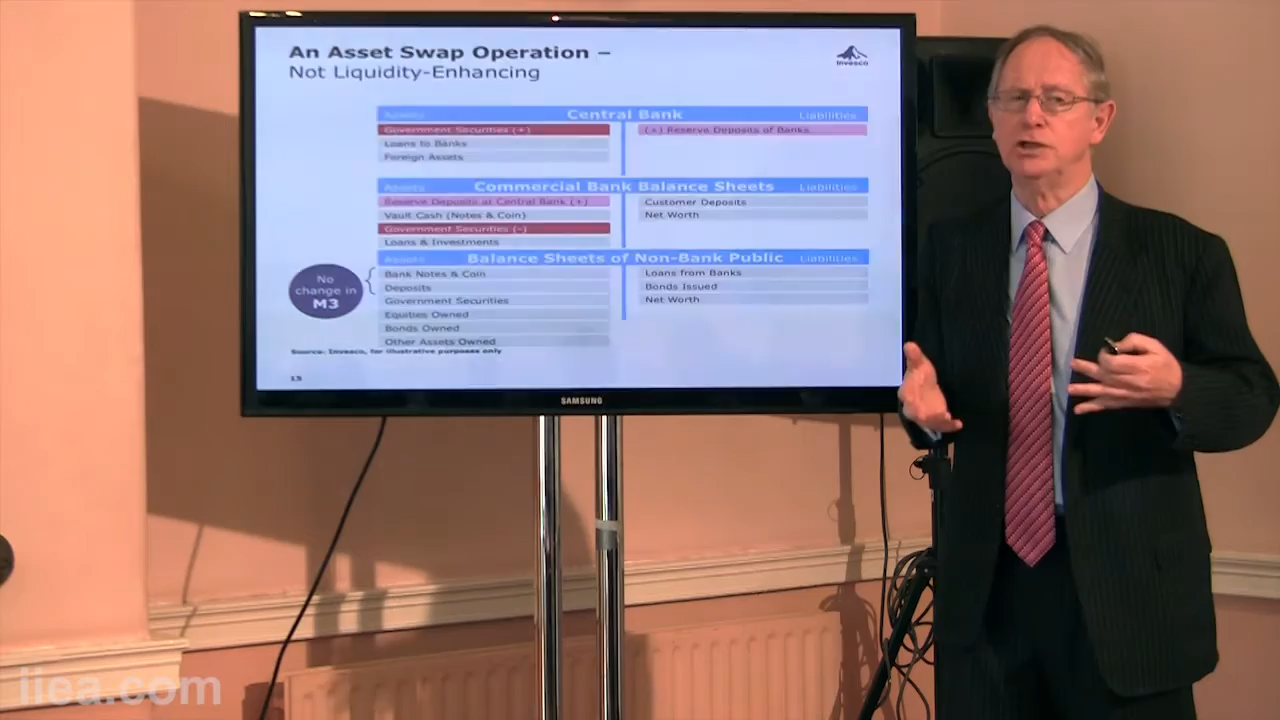 An Asset Swap Operation –
Not Liquidity-Enhancing
Invesco
Assets Central Bank Liabilities
Government Securities (+) (+) Reserve Deposits of Banks
Loans to Banks
Foreign Assets
Assets Commercial Bank Balance Sheets Liabilities
Reserve Deposits at Central Bank (+) Customer Deposits
Vault Cash (Notes & Coin) Net Worth
Government Securities (–)
Loans & Investments
Assets Balance Sheets of Non-Bank Public Liabilities
Bank Notes & Coin Loans from Banks
Deposits Bonds Issued
Government Securities Net Worth
Equities Owned
Bonds Owned
Other Assets Owned
No
change in
M3
Source: Invesco, for illustrative purposes only
15
SAMSUNG
iiea.com